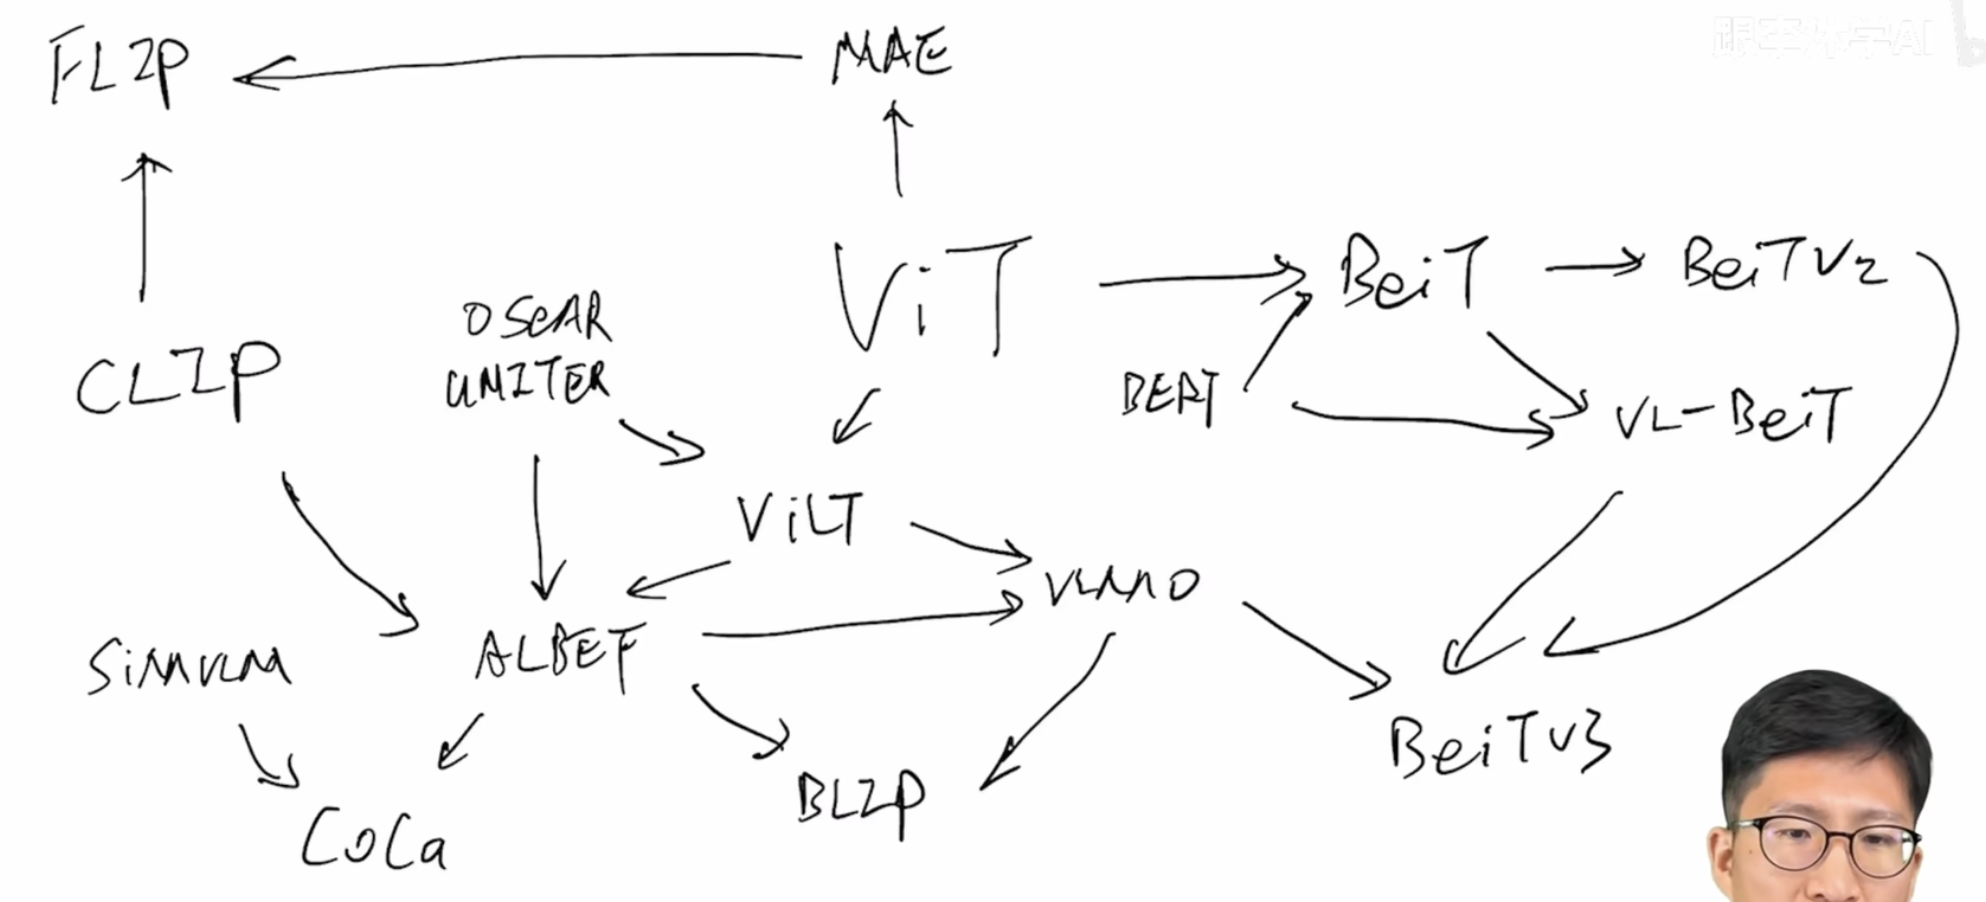 FLIP
MAE
跟李沐学AI
ViT
BeiT
BeiTV2
OSCAR
UNITER
CLIP
BERT
VL-BeiT
ViLT
VLMO
SimVLM
ALBEF
BeiTv3
BLIP
CoCa